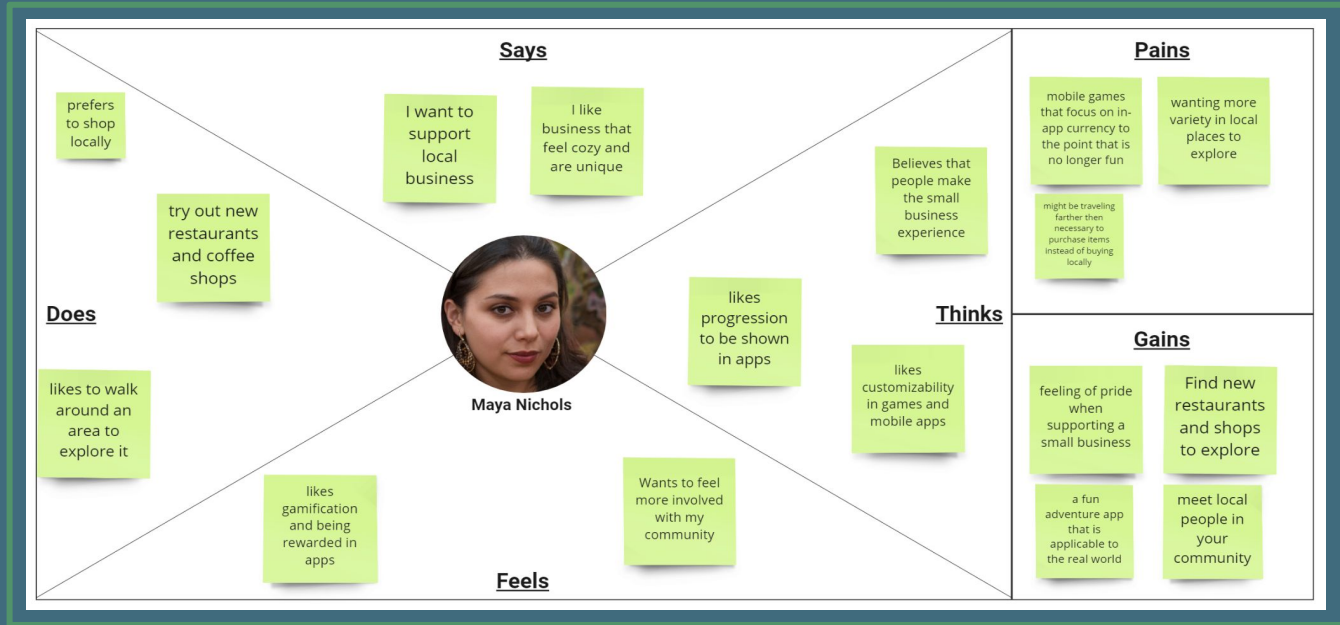 Says
I want to
support
local
business
I like
business that
feel cozy and
are unique
prefers
to shop
locally
try out new
restaurants
and coffee
shops
Does
likes to walk
around an
area to
explore it
Maya Nichols
Believes that
people make
the small
business
experience
likes
progression
to be shown
in apps
Thinks
likes
customizability
in games and
mobile apps
likes
gamification
and being
rewarded in
apps
Wants to feel
more involved
with my
community
Feels
Pains
mobile games
that focus on in-
app currency to
the point that is
no longer fun
wanting more
variety in local
places to
explore
might be traveling
farther then
necessary to
purchase items
instead of buying
locally
Gains
feeling of pride
when
supporting a
small business
Find new
restaurants
and shops
to explore
a fun
adventure app
that is
applicable to
the real world
meet local
people in
your
community